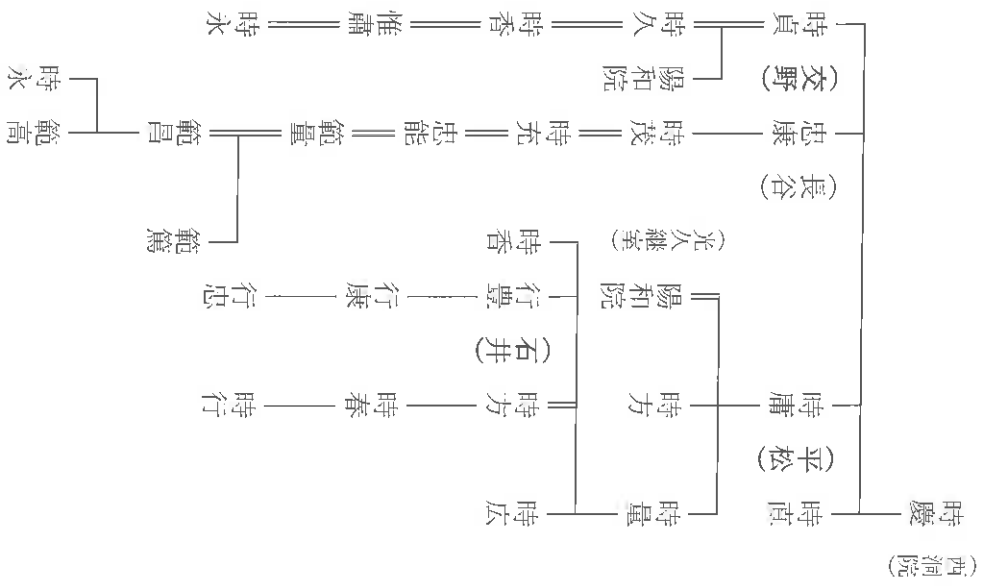 (西洞院)
時慶 時直 時量 時広
(平松)
時庸 時方 時方 時春 時行
(石井)
陽和院 行豊 行康 行忠
(光久継室) 時香 範篤
(長谷)
忠康 時茂 時充 忠能 範量 範昌 範高
(交野) 陽和院 時永
時貞 時久 時香 惟肅 時永